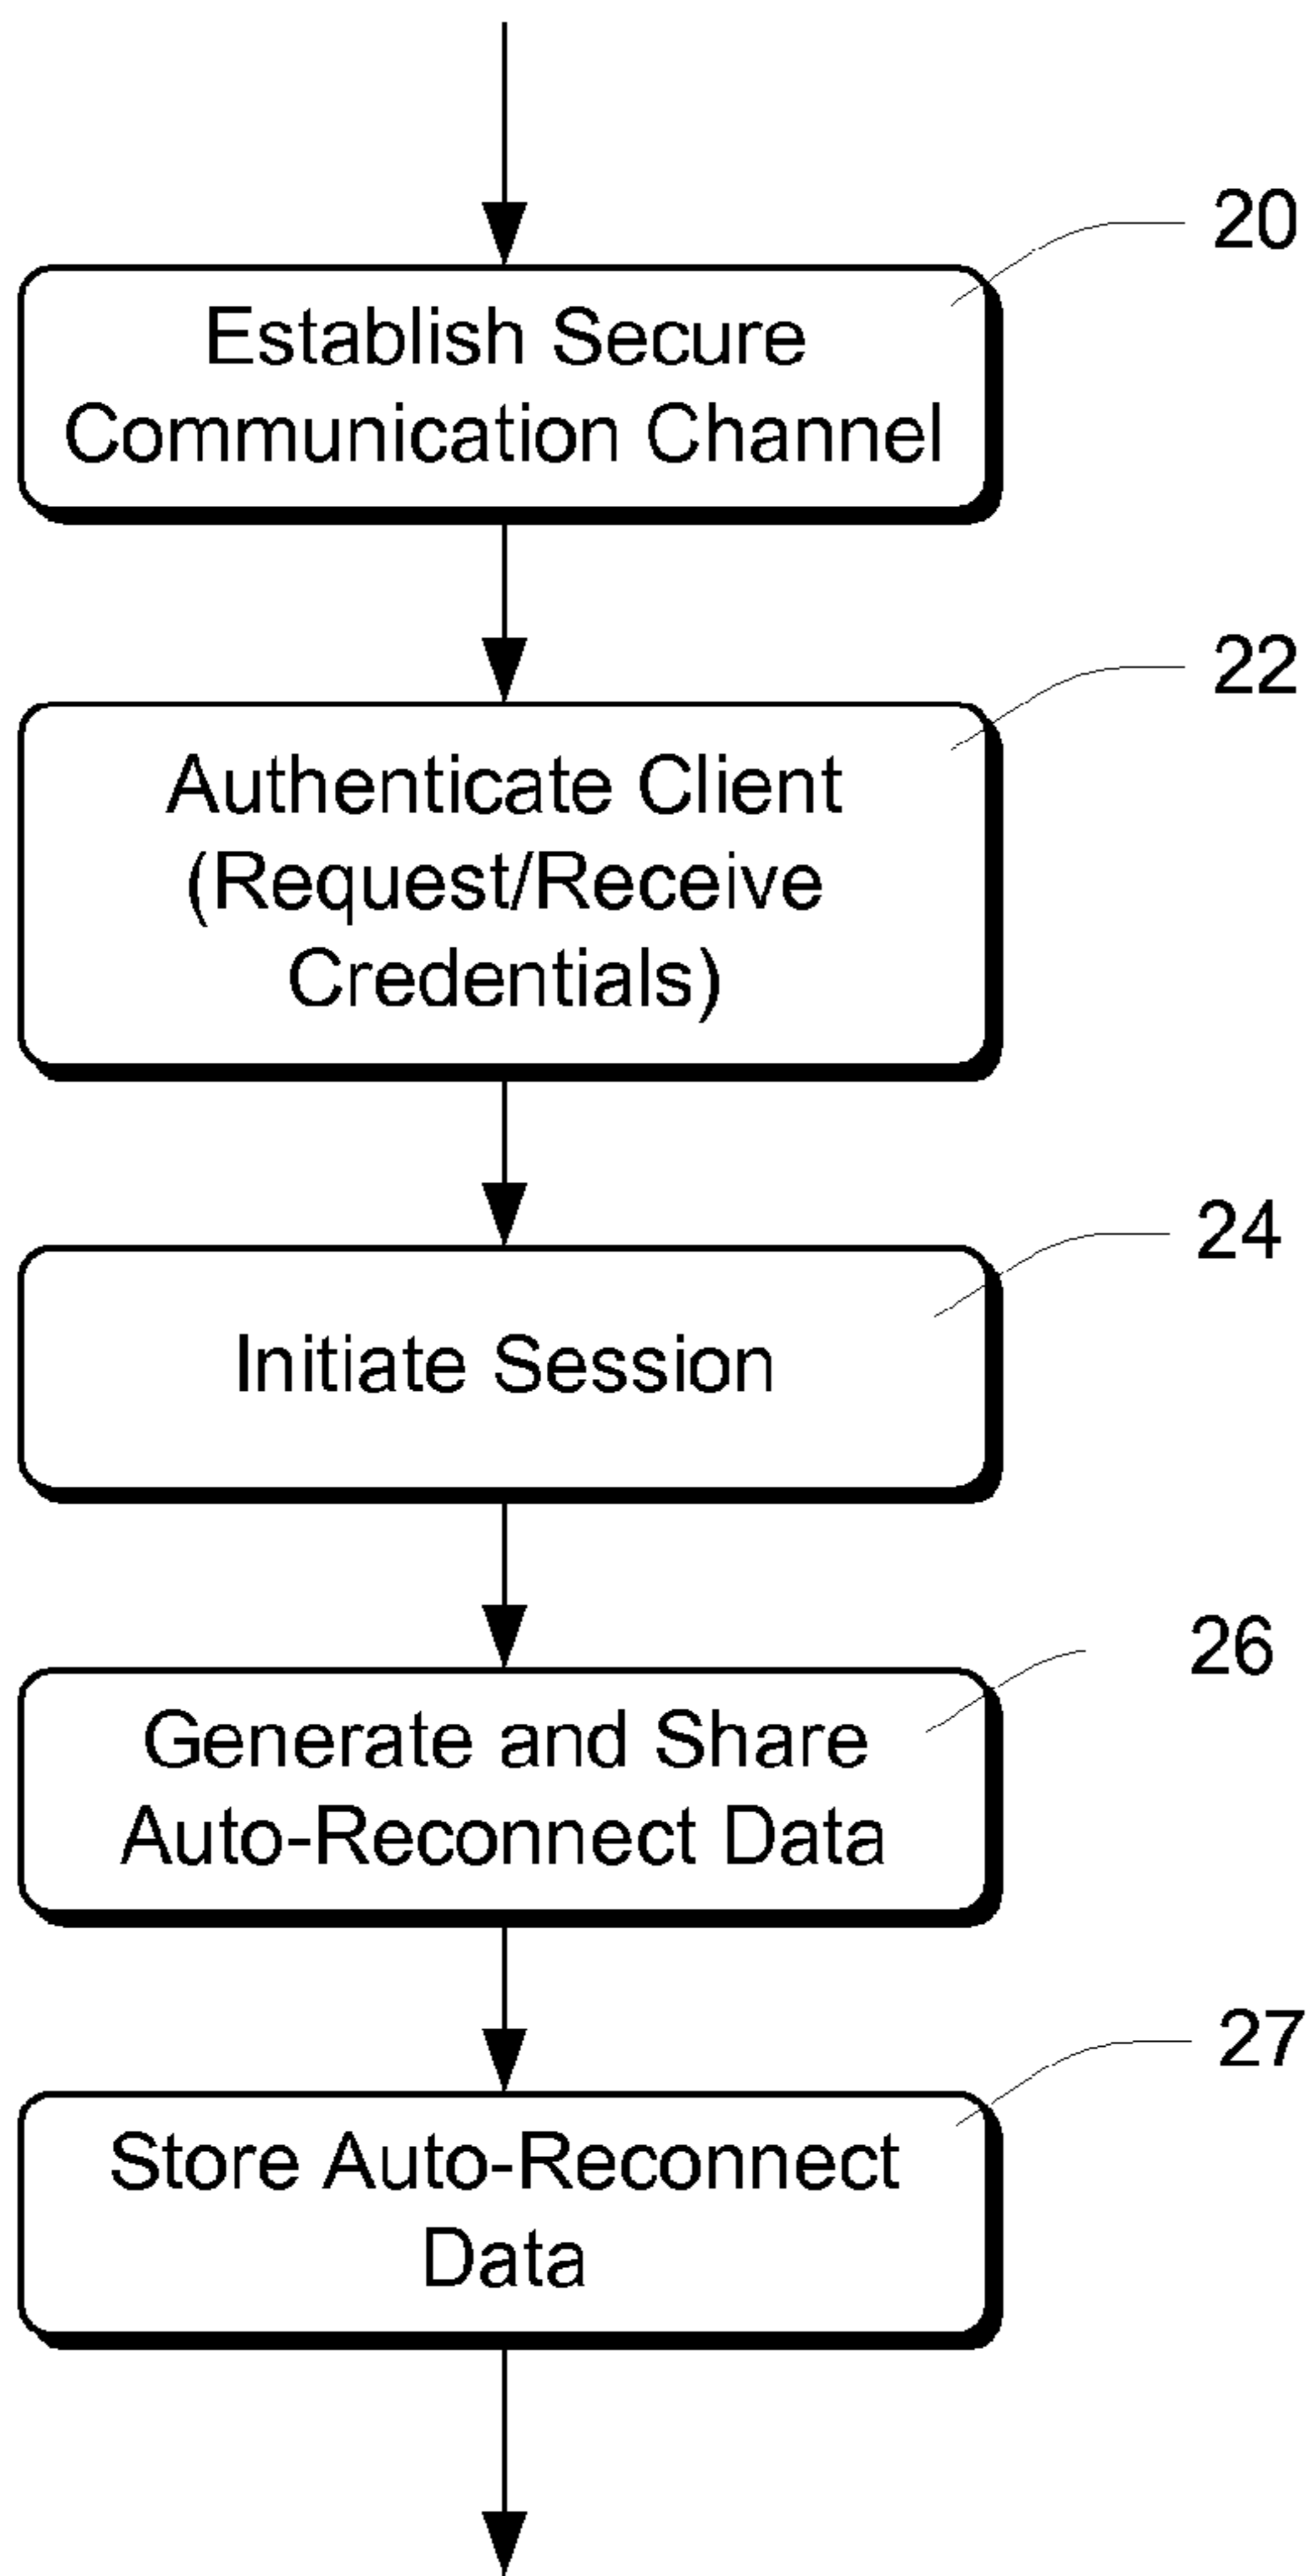 20
Establish Secure
Communication Channel
22
Authenticate Client
(Request/Receive
Credentials)
24
Initiate Session
26
Generate and Share
Auto-Reconnect Data
27
Store Auto-Reconnect
Data